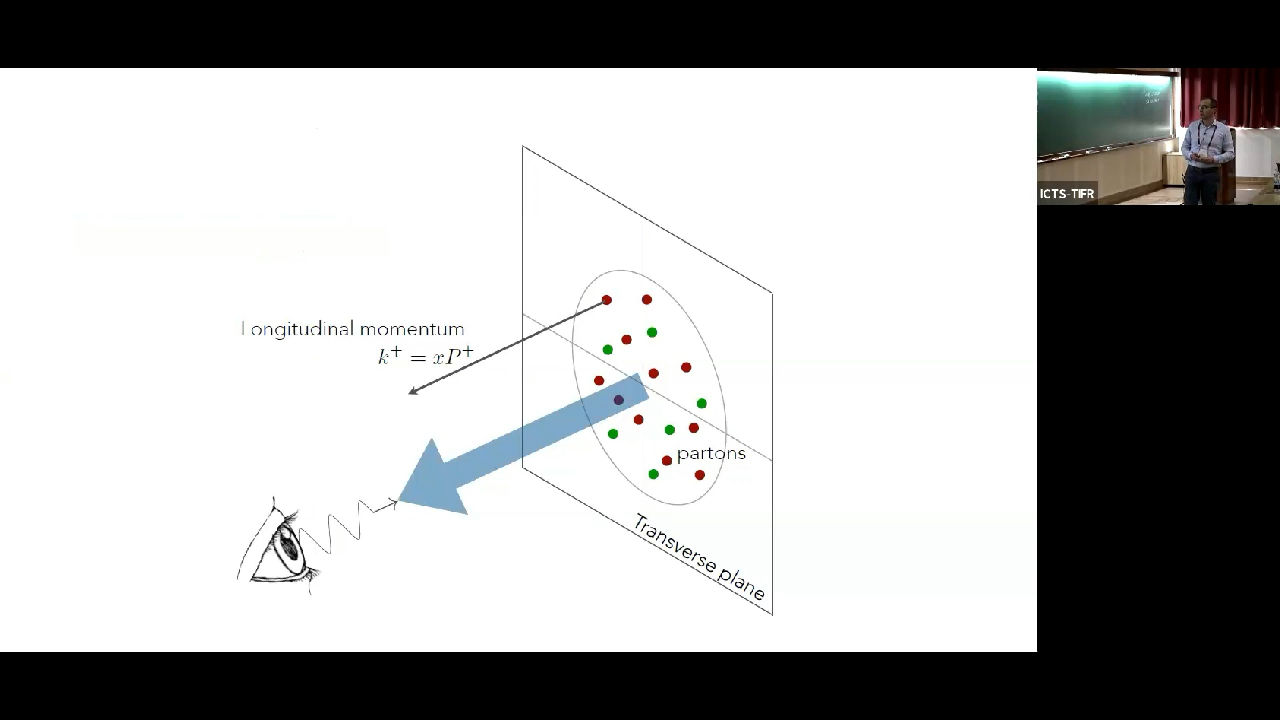 Longitudinal momentum
k⁺ = xP⁺
partons
Transverse plane
ICTS-TIFR